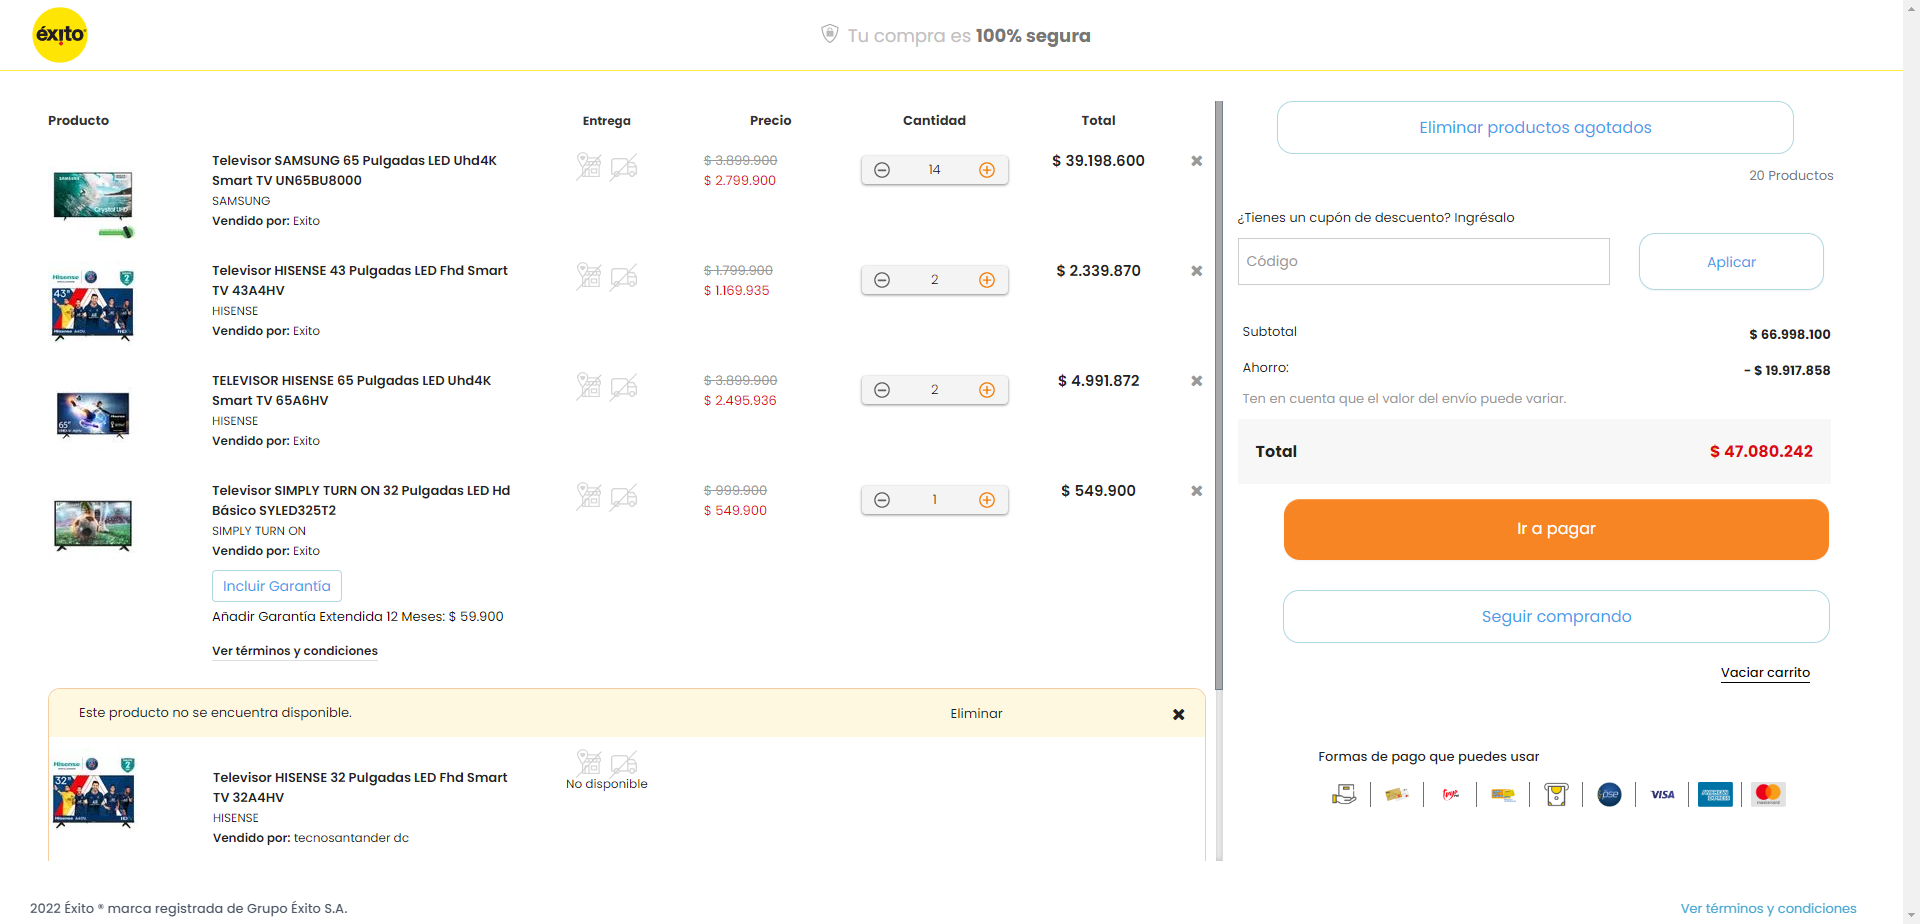 éxito
Tu compra es 100% segura
Producto Entrega Precio Cantidad Total
Televisor SAMSUNG 65 Pulgadas LED Uhd4K
Smart TV UN65BU8000
SAMSUNG
Vendido por: Exito
$ 3.899.900
$ 2.799.900
14
$ 39.198.600
Televisor HISENSE 43 Pulgadas LED Fhd Smart
TV 43A4HV
HISENSE
Vendido por: Exito
$ 1.799.900
$ 1.169.935
2
$ 2.339.870
TELEVISOR HISENSE 65 Pulgadas LED Uhd4K
Smart TV 65A6HV
HISENSE
Vendido por: Exito
$ 3.899.900
$ 2.495.936
2
$ 4.991.872
Televisor SIMPLY TURN ON 32 Pulgadas LED Hd
Básico SYLED325T2
SIMPLY TURN ON
Vendido por: Exito
$ 999.900
$ 549.900
1
$ 549.900
Incluir Garantía
Añadir Garantía Extendida 12 Meses: $ 59.900
Ver términos y condiciones
Este producto no se encuentra disponible.
Eliminar
Televisor HISENSE 32 Pulgadas LED Fhd Smart
TV 32A4HV
HISENSE
Vendido por: tecnosantander dc
No disponible
Eliminar productos agotados
20 Productos
¿Tienes un cupón de descuento? Ingrésalo
Código
Aplicar
Subtotal $ 66.998.100
Ahorro: - $ 19.917.858
Ten en cuenta que el valor del envío puede variar.
Total $ 47.080.242
Ir a pagar
Seguir comprando
Vaciar carrito
Formas de pago que puedes usar
pse
VISA
AMERICAN EXPRESS
mastercard
2022 Éxito ® marca registrada de Grupo Éxito S.A.
Ver términos y condiciones